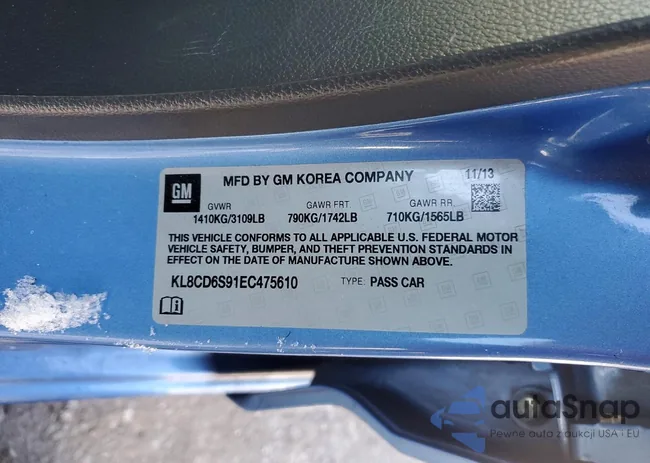 GM
MFD BY GM KOREA COMPANY 11/13
GVWR GAWR FRT. GAWR RR.
1410KG/3109LB 790KG/1742LB 710KG/1565LB
THIS VEHICLE CONFORMS TO ALL APPLICABLE U.S. FEDERAL MOTOR
VEHICLE SAFETY, BUMPER, AND THEFT PREVENTION STANDARDS IN
EFFECT ON THE DATE OF MANUFACTURE SHOWN ABOVE.
KL8CD6S91EC475610 TYPE: PASS CAR
autaSnap
Pewne auta z aukcji USA i EU